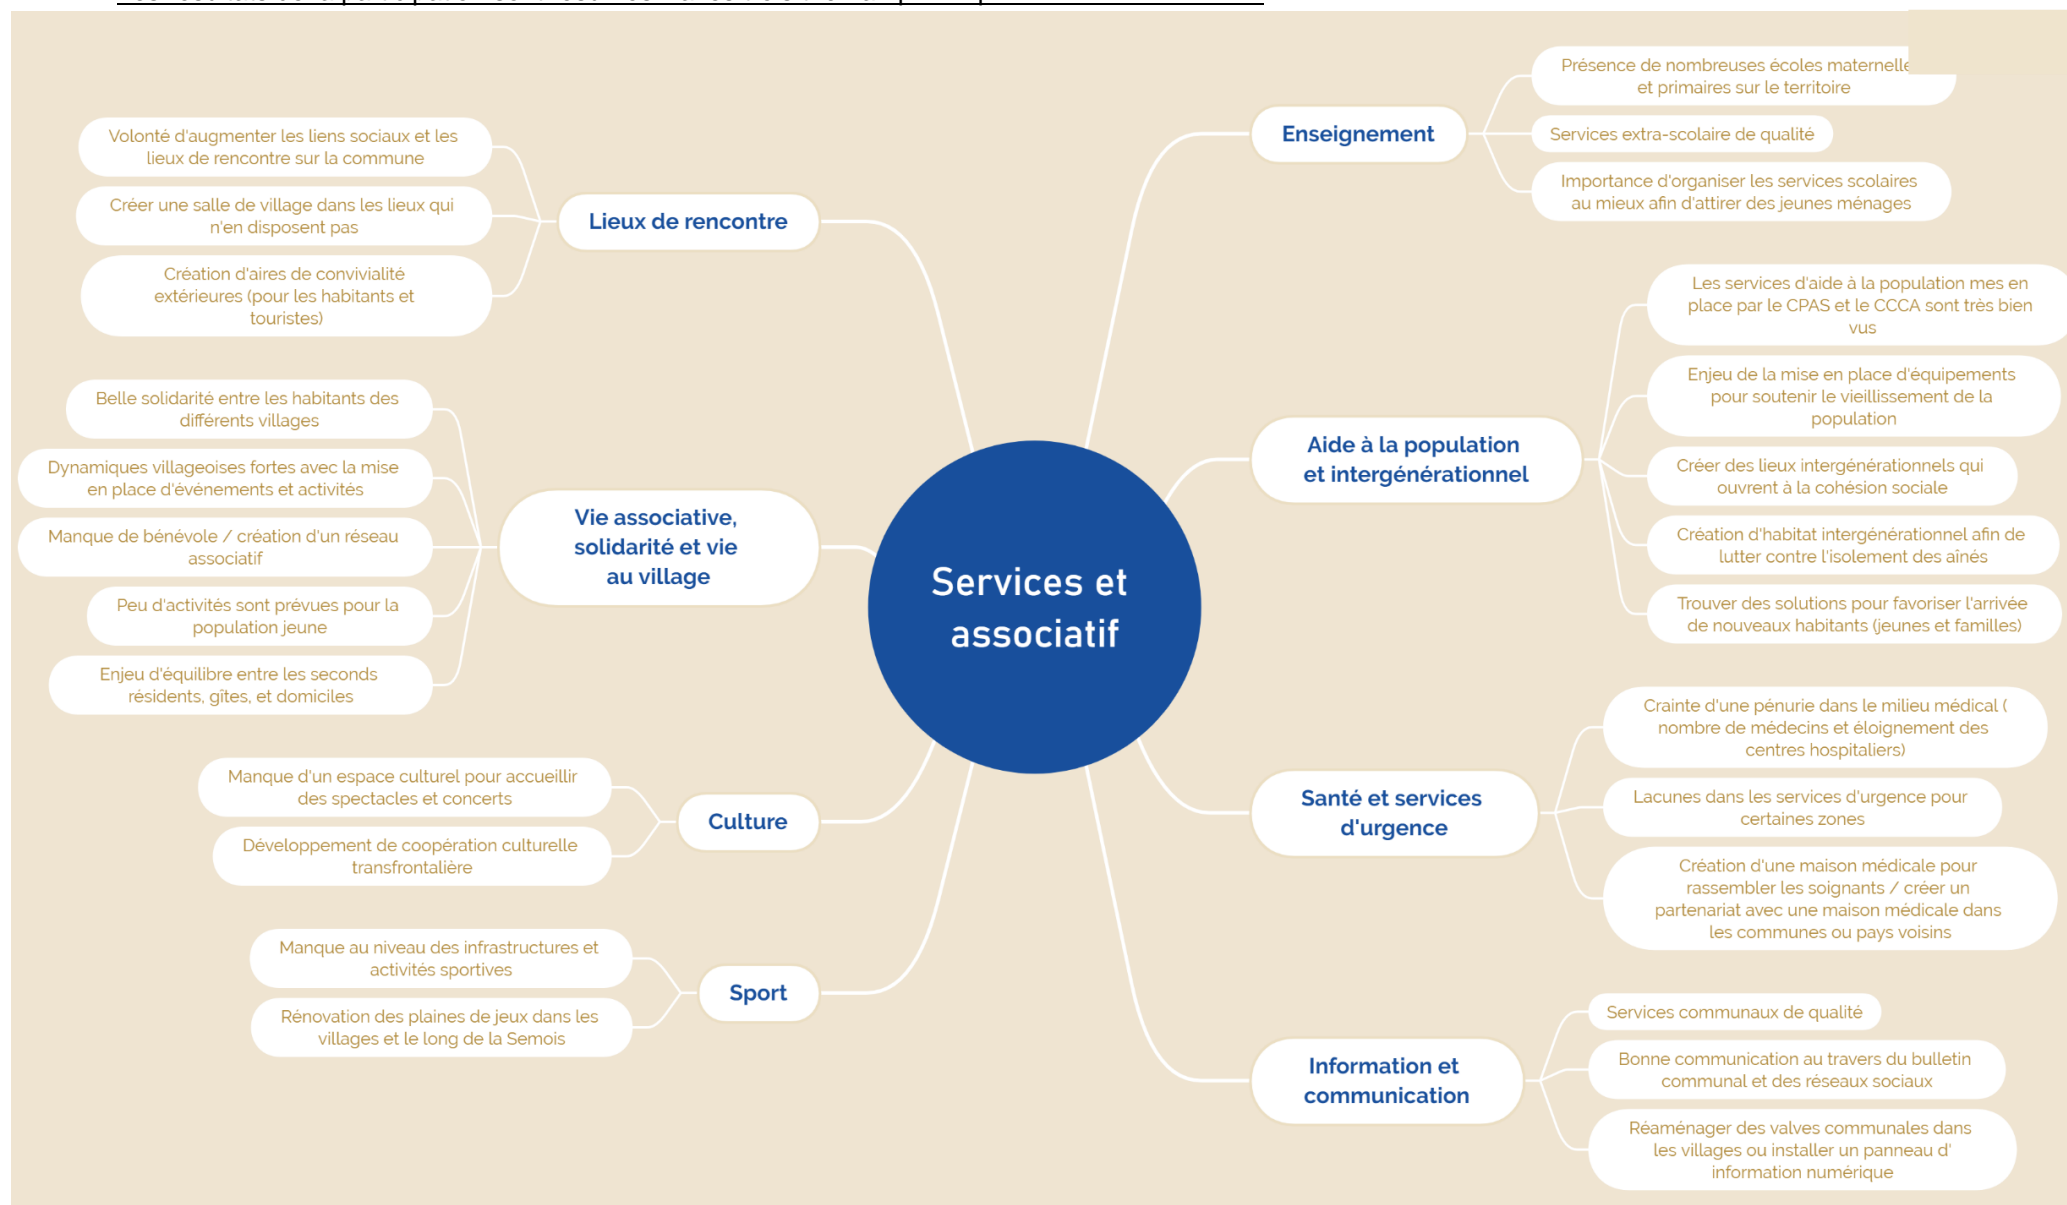 Services et
associatif
Lieux de rencontre
Volonté d'augmenter les liens sociaux et les
lieux de rencontre sur la commune
Créer une salle de village dans les lieux qui
n'en disposent pas
Création d'aires de convivialité
extérieures (pour les habitants et
touristes)
Vie associative,
solidarité et vie
au village
Belle solidarité entre les habitants des
différents villages
Dynamiques villageoises fortes avec la mise
en place d'événements et activités
Manque de bénévole / création d'un réseau
associatif
Peu d'activités sont prévues pour la
population jeune
Enjeu d'équilibre entre les seconds
résidents, gîtes, et domiciles
Culture
Manque d'un espace culturel pour accueillir
des spectacles et concerts
Développement de coopération culturelle
transfrontalière
Sport
Manque au niveau des infrastructures et
activités sportives
Rénovation des plaines de jeux dans les
villages et le long de la Semois
Enseignement
Présence de nombreuses écoles maternelle
et primaires sur le territoire
Services extra-scolaire de qualité
Importance d'organiser les services scolaires
au mieux afin d'attirer des jeunes ménages
Aide à la population
et intergénérationnel
Les services d'aide à la population mes en
place par le CPAS et le CCCA sont très bien
vus
Enjeu de la mise en place d'équipements
pour soutenir le vieillissement de la
population
Créer des lieux intergénérationnels qui
ouvrent à la cohésion sociale
Création d'habitat intergénérationnel afin de
lutter contre l'isolement des aînés
Trouver des solutions pour favoriser l'arrivée
de nouveaux habitants (jeunes et familles)
Santé et services
d'urgence
Crainte d'une pénurie dans le milieu médical (
nombre de médecins et éloignement des
centres hospitaliers)
Lacunes dans les services d'urgence pour
certaines zones
Création d'une maison médicale pour
rassembler les soignants / créer un
partenariat avec une maison médicale dans
les communes ou pays voisins
Information et
communication
Services communaux de qualité
Bonne communication au travers du bulletin
communal et des réseaux sociaux
Réaménager des valves communales dans
les villages ou installer un panneau d'
information numérique